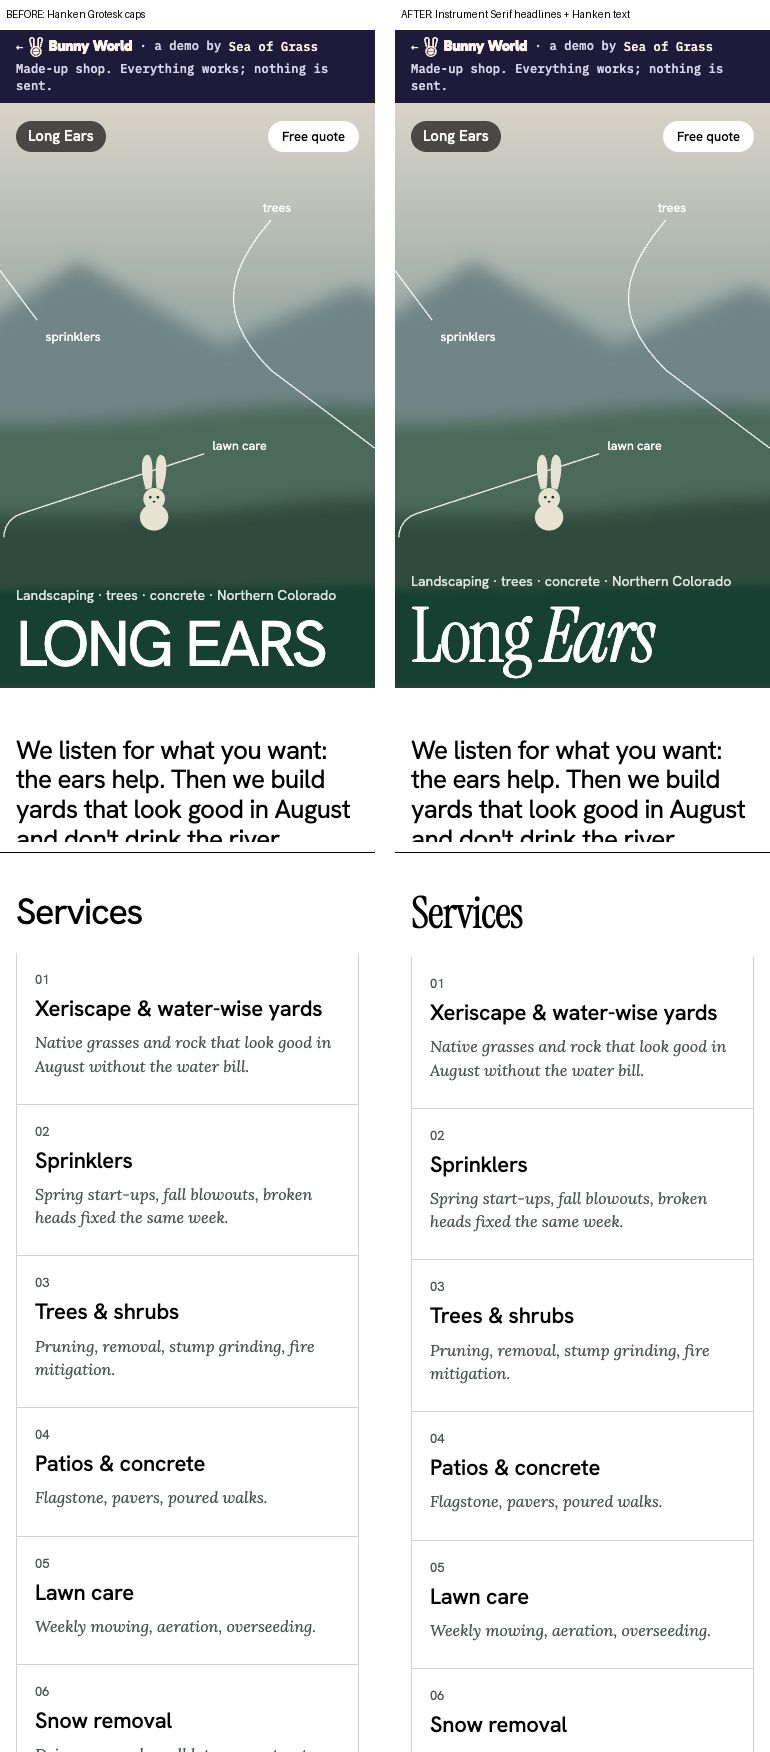 BEFORE: Hanken Grotesk caps
← Bunny World · a demo by Sea of Grass
Made-up shop. Everything works; nothing is
sent.
Long Ears
Free quote
trees
sprinklers
lawn care
Landscaping · trees · concrete · Northern Colorado
LONG EARS
We listen for what you want:
the ears help. Then we build
yards that look good in August
and don't drink the river
Services
01
Xeriscape & water-wise yards
Native grasses and rock that look good in
August without the water bill.
02
Sprinklers
Spring start-ups, fall blowouts, broken
heads fixed the same week.
03
Trees & shrubs
Pruning, removal, stump grinding, fire
mitigation.
04
Patios & concrete
Flagstone, pavers, poured walks.
05
Lawn care
Weekly mowing, aeration, overseeding.
06
Snow removal
AFTER: Instrument Serif headlines + Hanken text
← Bunny World · a demo by Sea of Grass
Made-up shop. Everything works; nothing is
sent.
Long Ears
Free quote
trees
sprinklers
lawn care
Landscaping · trees · concrete · Northern Colorado
Long Ears
We listen for what you want:
the ears help. Then we build
yards that look good in August
and don't drink the river
Services
01
Xeriscape & water-wise yards
Native grasses and rock that look good in
August without the water bill.
02
Sprinklers
Spring start-ups, fall blowouts, broken
heads fixed the same week.
03
Trees & shrubs
Pruning, removal, stump grinding, fire
mitigation.
04
Patios & concrete
Flagstone, pavers, poured walks.
05
Lawn care
Weekly mowing, aeration, overseeding.
06
Snow removal